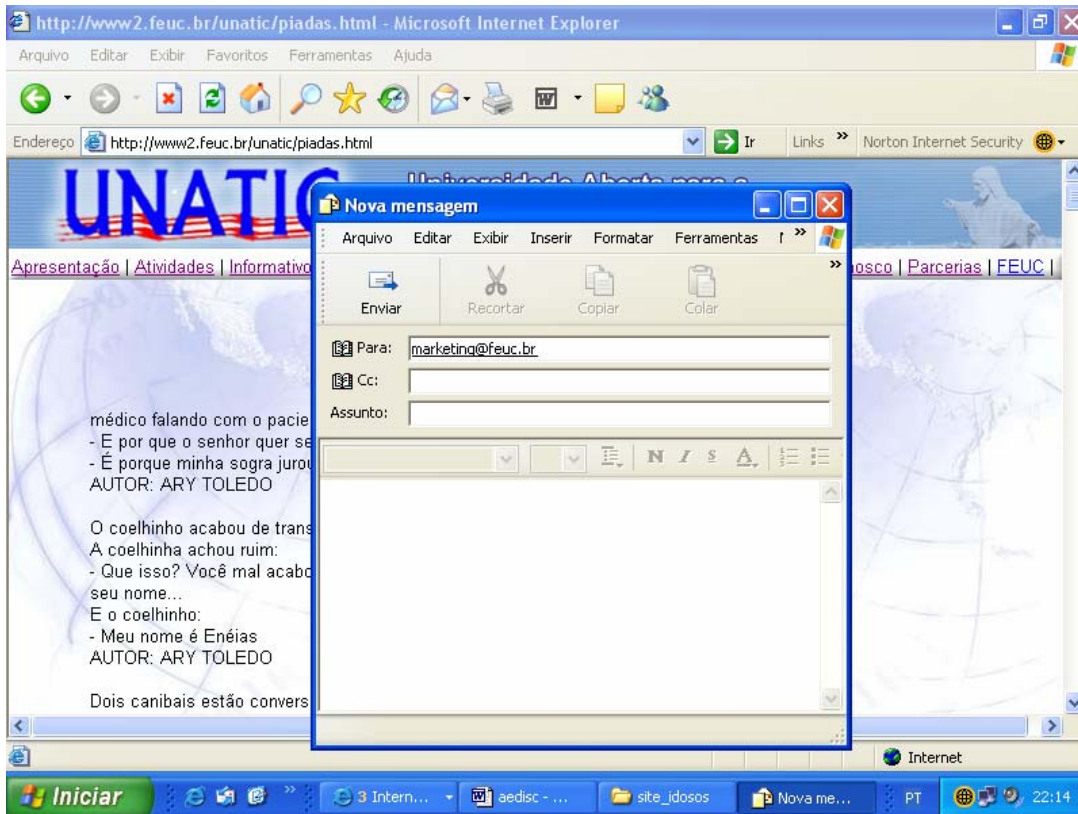 http://www2.feuc.br/unatic/piadas.html - Microsoft Internet Explorer
Arquivo Editar Exibir Favoritos Ferramentas Ajuda
Endereço http://www2.feuc.br/unatic/piadas.html Ir Links » Norton Internet Security
UNATIC
Universidade Aberta para a
Apresentação | Atividades | Informativo
osco | Parcerias | FEUC |
médico falando com o pacie
- E por que o senhor quer se
- É porque minha sogra jurou
AUTOR: ARY TOLEDO
O coelhinho acabou de trans
A coelhinha achou ruim:
- Que isso? Você mal acabo
seu nome...
E o coelhinho:
- Meu nome é Enéias
AUTOR: ARY TOLEDO
Dois canibais estão convers
Nova mensagem
Arquivo Editar Exibir Inserir Formatar Ferramentas »
Enviar Recortar Copiar Colar »
Para: marketing@feuc.br
Cc:
Assunto:
N I S A
Internet
Iniciar » 3 Intern... aedisc - ... site_idosos Nova me... PT 22:14